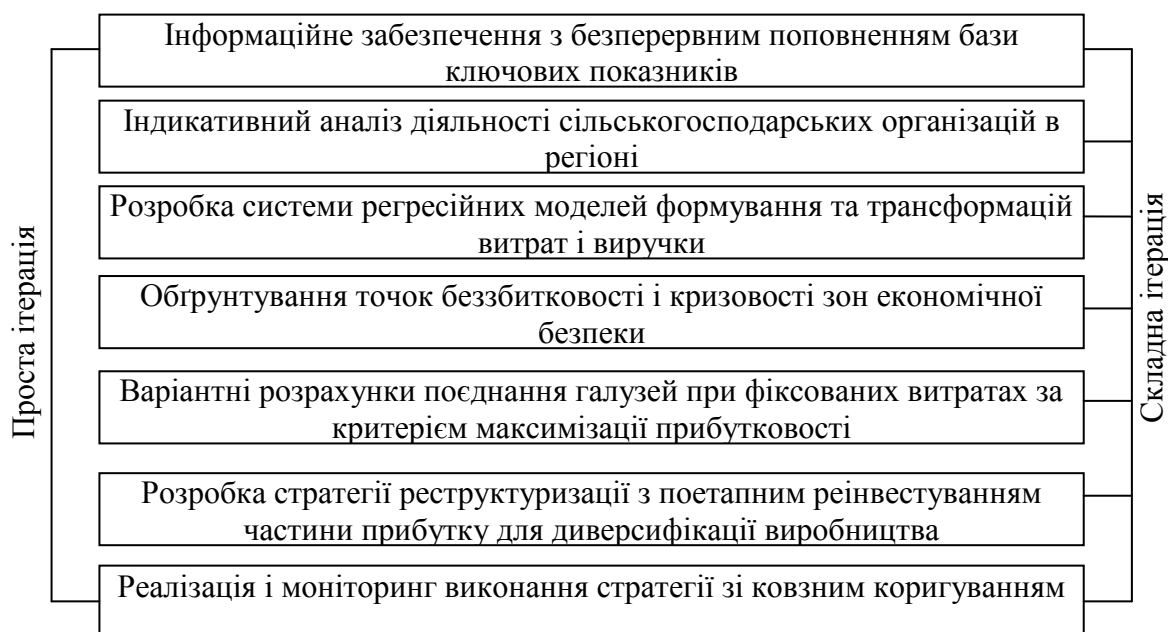 Інформаційне забезпечення з безперервним поповненням бази
ключових показників
Індикативний аналіз діяльності сільськогосподарських організацій в
регіоні
Розробка системи регресійних моделей формування та трансформацій
витрат і виручки
Обґрунтування точок беззбитковості і кризовості зон економічної
безпеки
Варіантні розрахунки поєднання галузей при фіксованих витратах за
критерієм максимізації прибутковості
Розробка стратегії реструктуризації з поетапним реінвестуванням
частини прибутку для диверсифікації виробництва
Реалізація і моніторинг виконання стратегії зі ковзним коригуванням
Проста ітерація
Складна ітерація